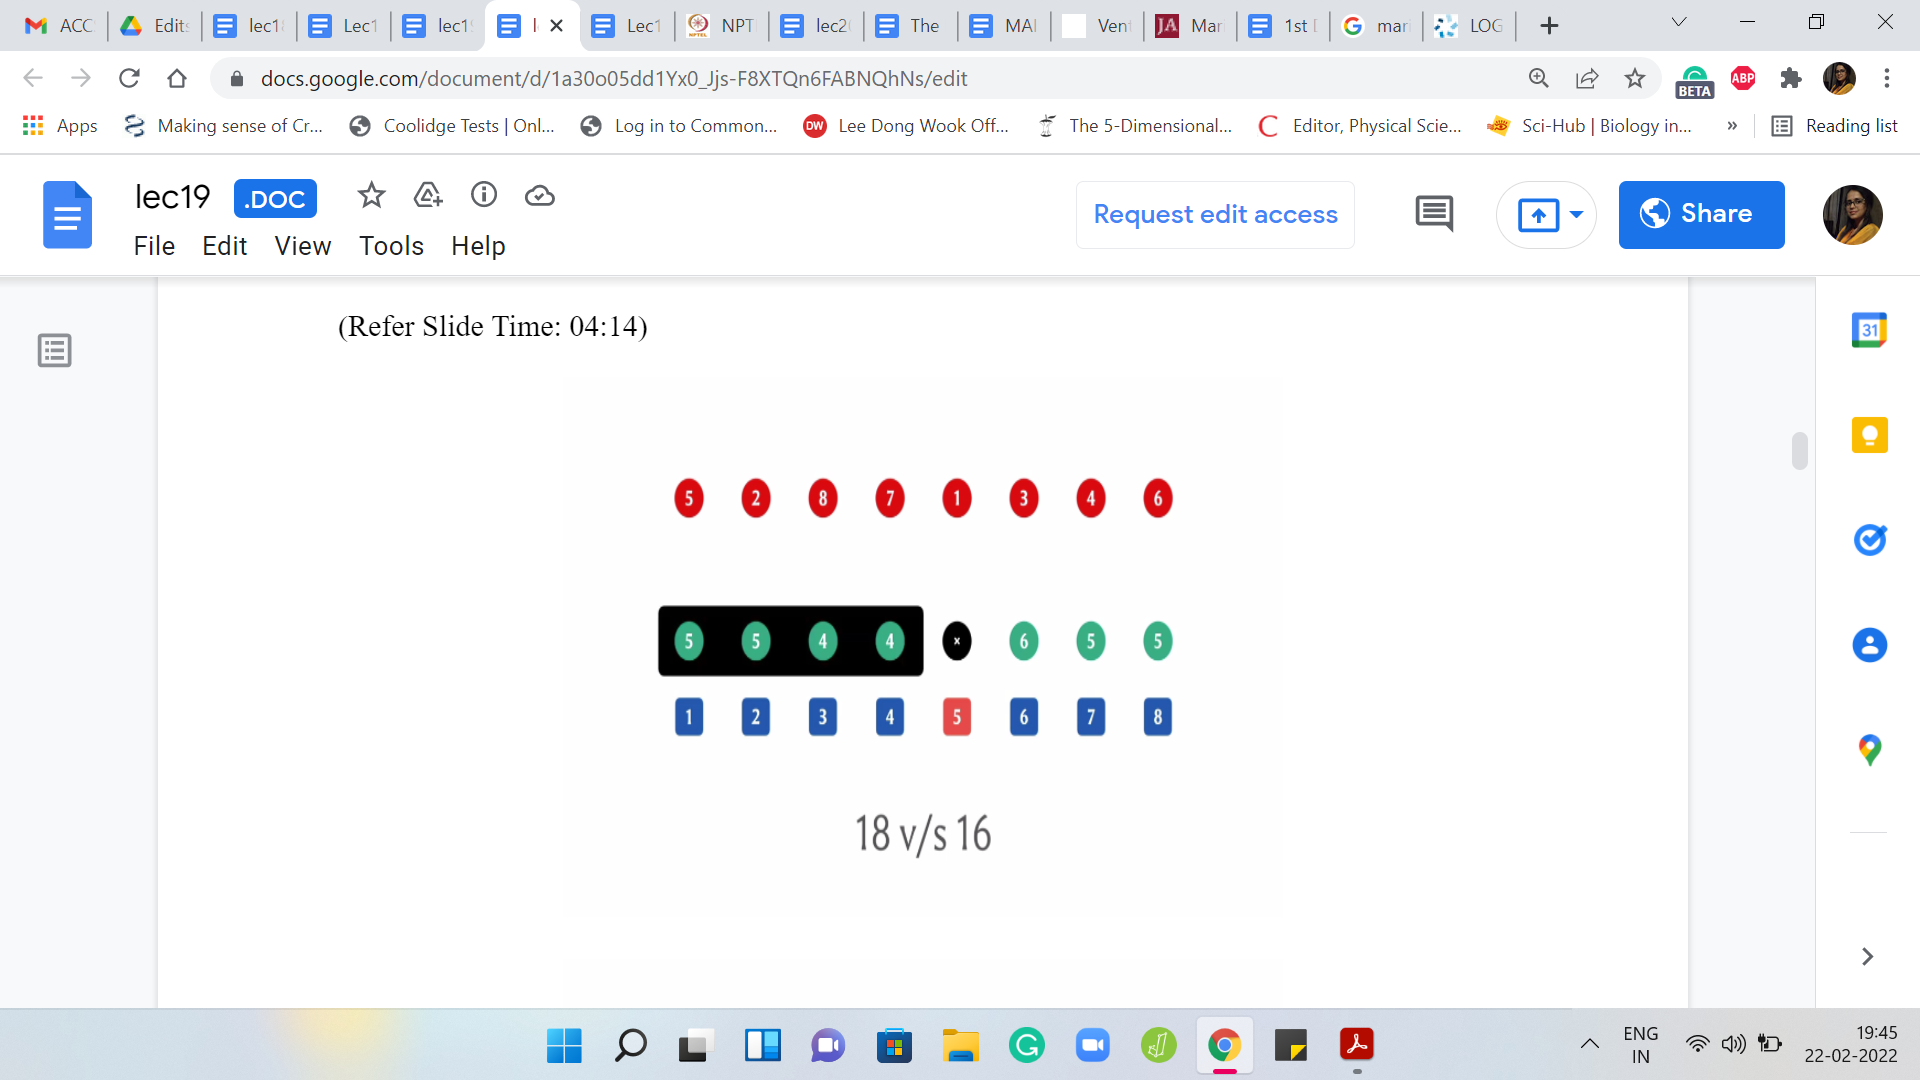 ACC Edits lec1 Lec1 lec1 l Lec1 NPT lec2 The MAI Ven Mar 1st D mar LOG
docs.google.com/document/d/1a30o05dd1Yx0_Jjs-F8XTQn6FABNQhNs/edit
BETA ABP
Apps Making sense of Cr... Coolidge Tests | Onl... Log in to Common... DW Lee Dong Wook Off... The 5-Dimensional... Editor, Physical Scie... Sci-Hub | Biology in... » Reading list
lec19 .DOC
File Edit View Tools Help
Request edit access
Share
(Refer Slide Time: 04:14)
31
5 2 8 7 1 3 4 6
5 5 4 4 × 6 5 5
1 2 3 4 5 6 7 8
18 v/s 16
ENG
IN
19:45
22-02-2022